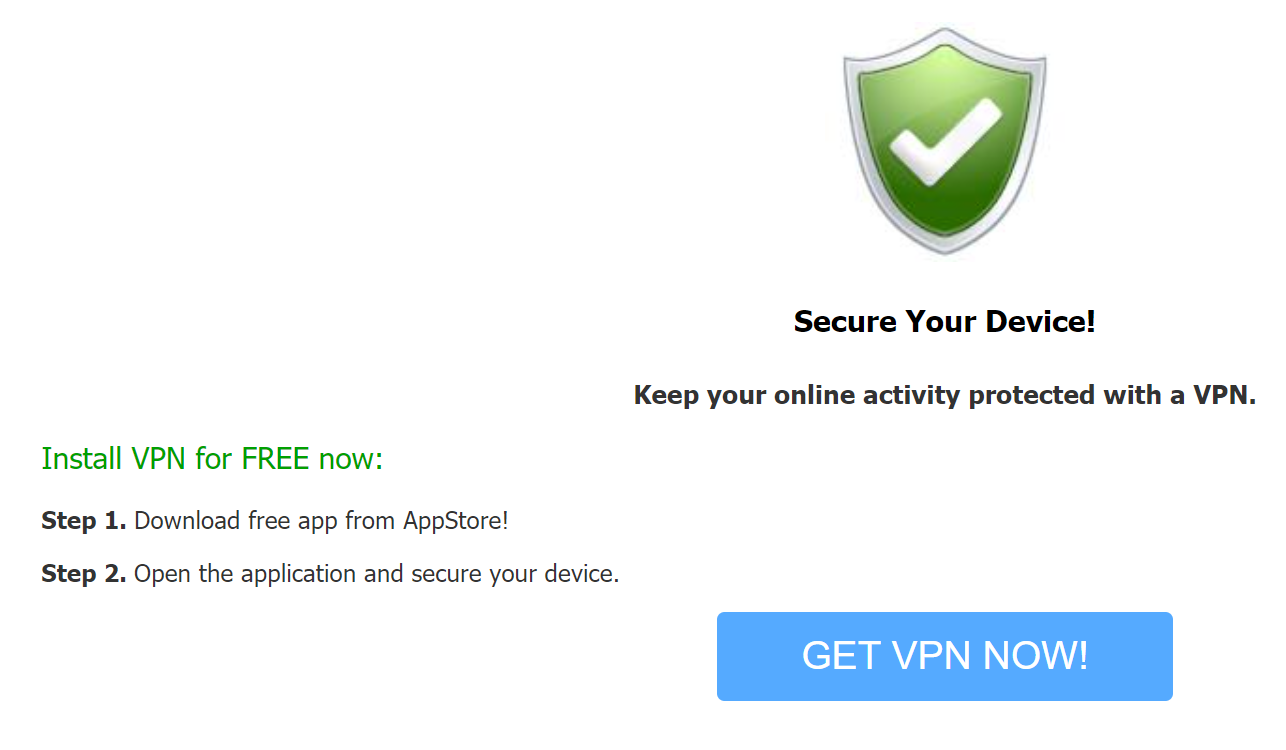 Secure Your Device!
Keep your online activity protected with a VPN.
Install VPN for FREE now:
Step 1. Download free app from AppStore!
Step 2. Open the application and secure your device.
GET VPN NOW!